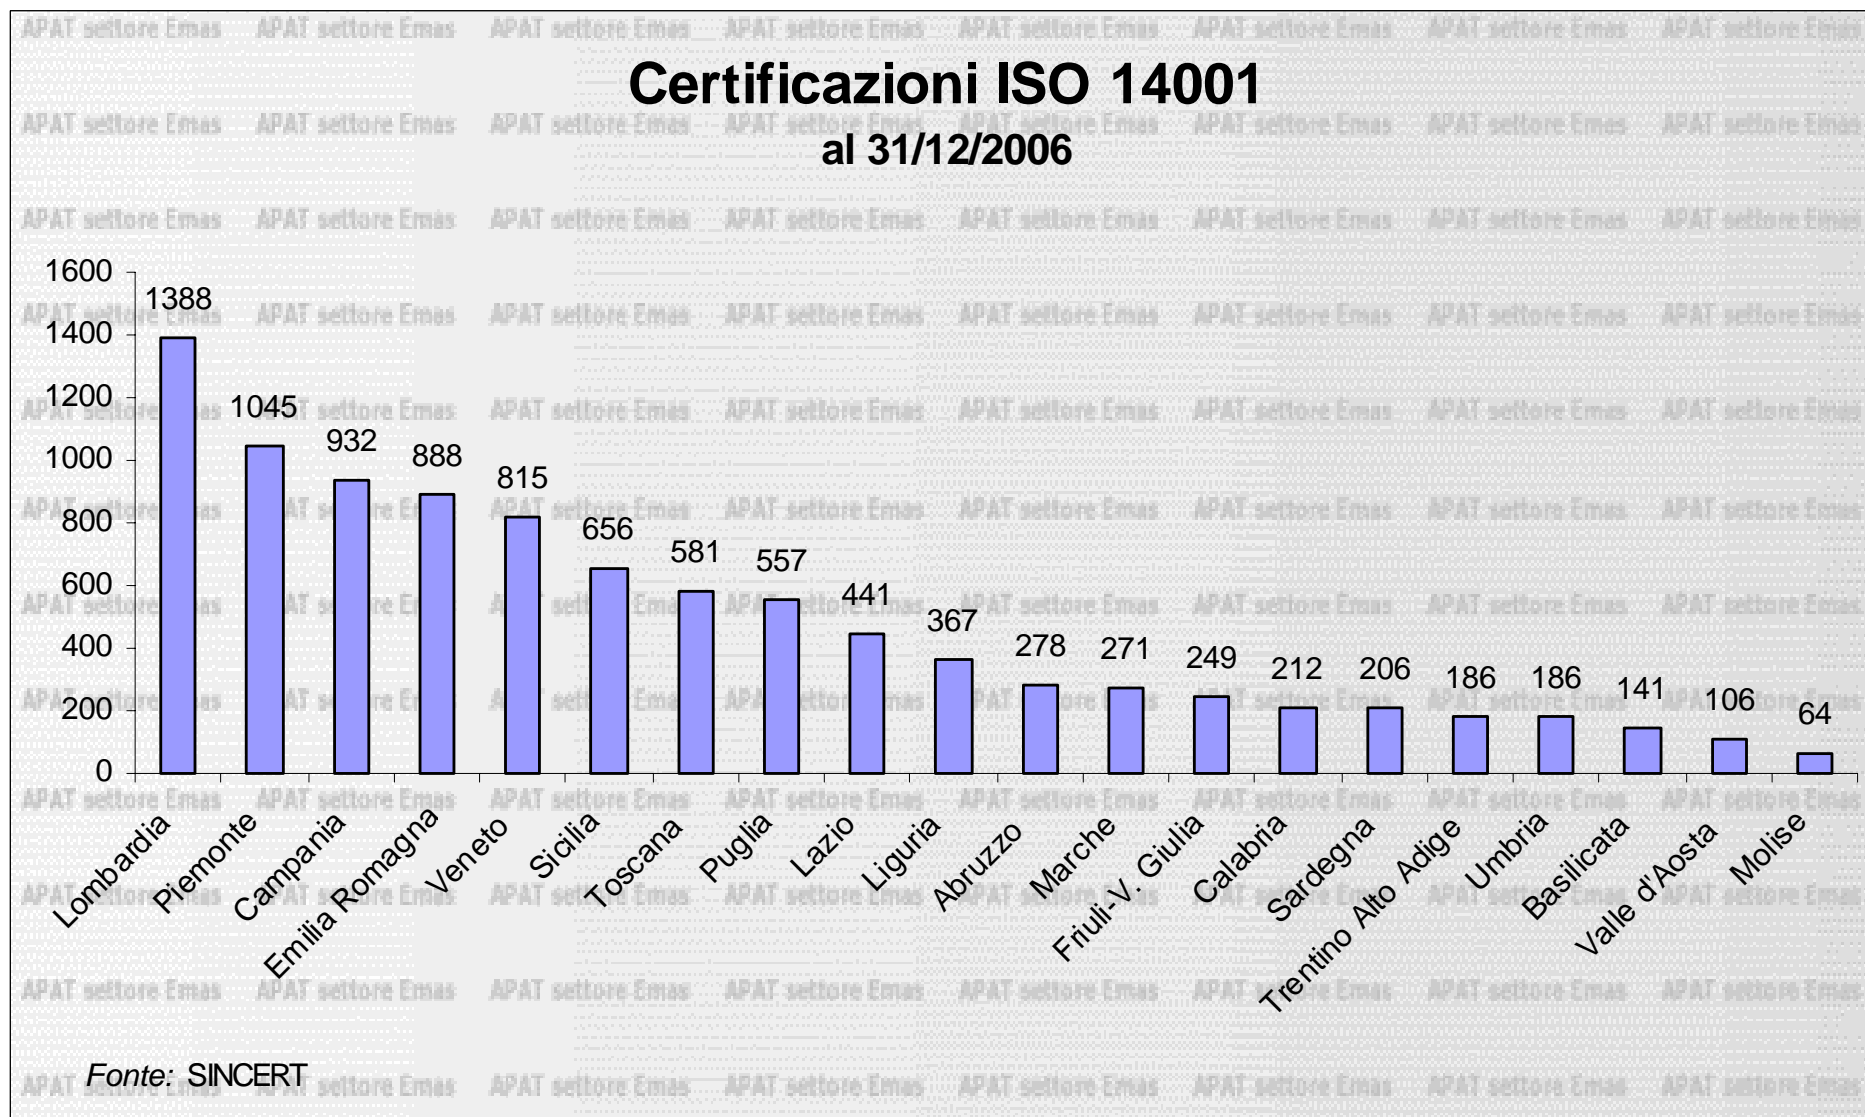 Certificazioni ISO 14001
al 31/12/2006
1600
1400
1200
1000
800
600
400
200
0
1388
1045
932
888
815
656
581
557
441
367
278
271
249
212
206
186
186
141
106
64
Lombardia
Piemonte
Campania
Emilia Romagna
Veneto
Sicilia
Toscana
Puglia
Lazio
Liguria
Abruzzo
Marche
Friuli-V. Giulia
Calabria
Sardegna
Trentino Alto Adige
Umbria
Basilicata
Valle d'Aosta
Molise
Fonte: SINCERT
APAT settore Emas